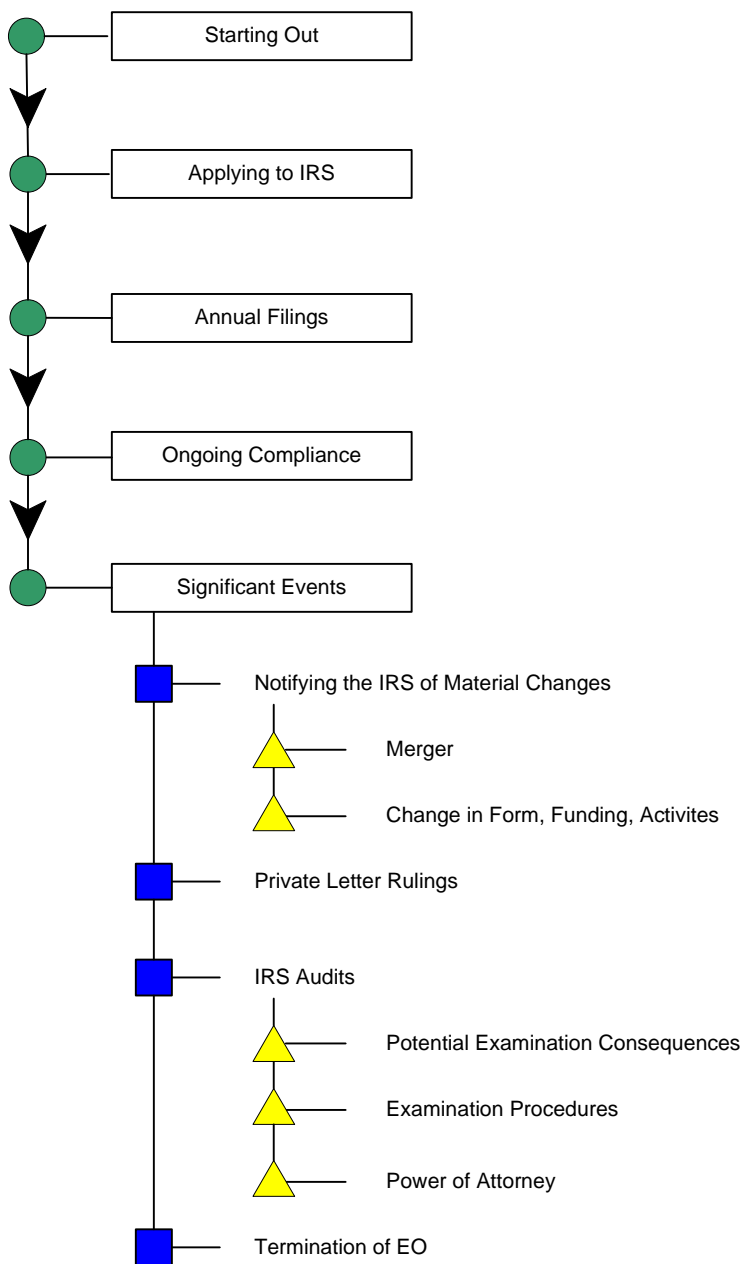 Starting Out
Applying to IRS
Annual Filings
Ongoing Compliance
Significant Events
Notifying the IRS of Material Changes
Merger
Change in Form, Funding, Activites
Private Letter Rulings
IRS Audits
Potential Examination Consequences
Examination Procedures
Power of Attorney
Termination of EO